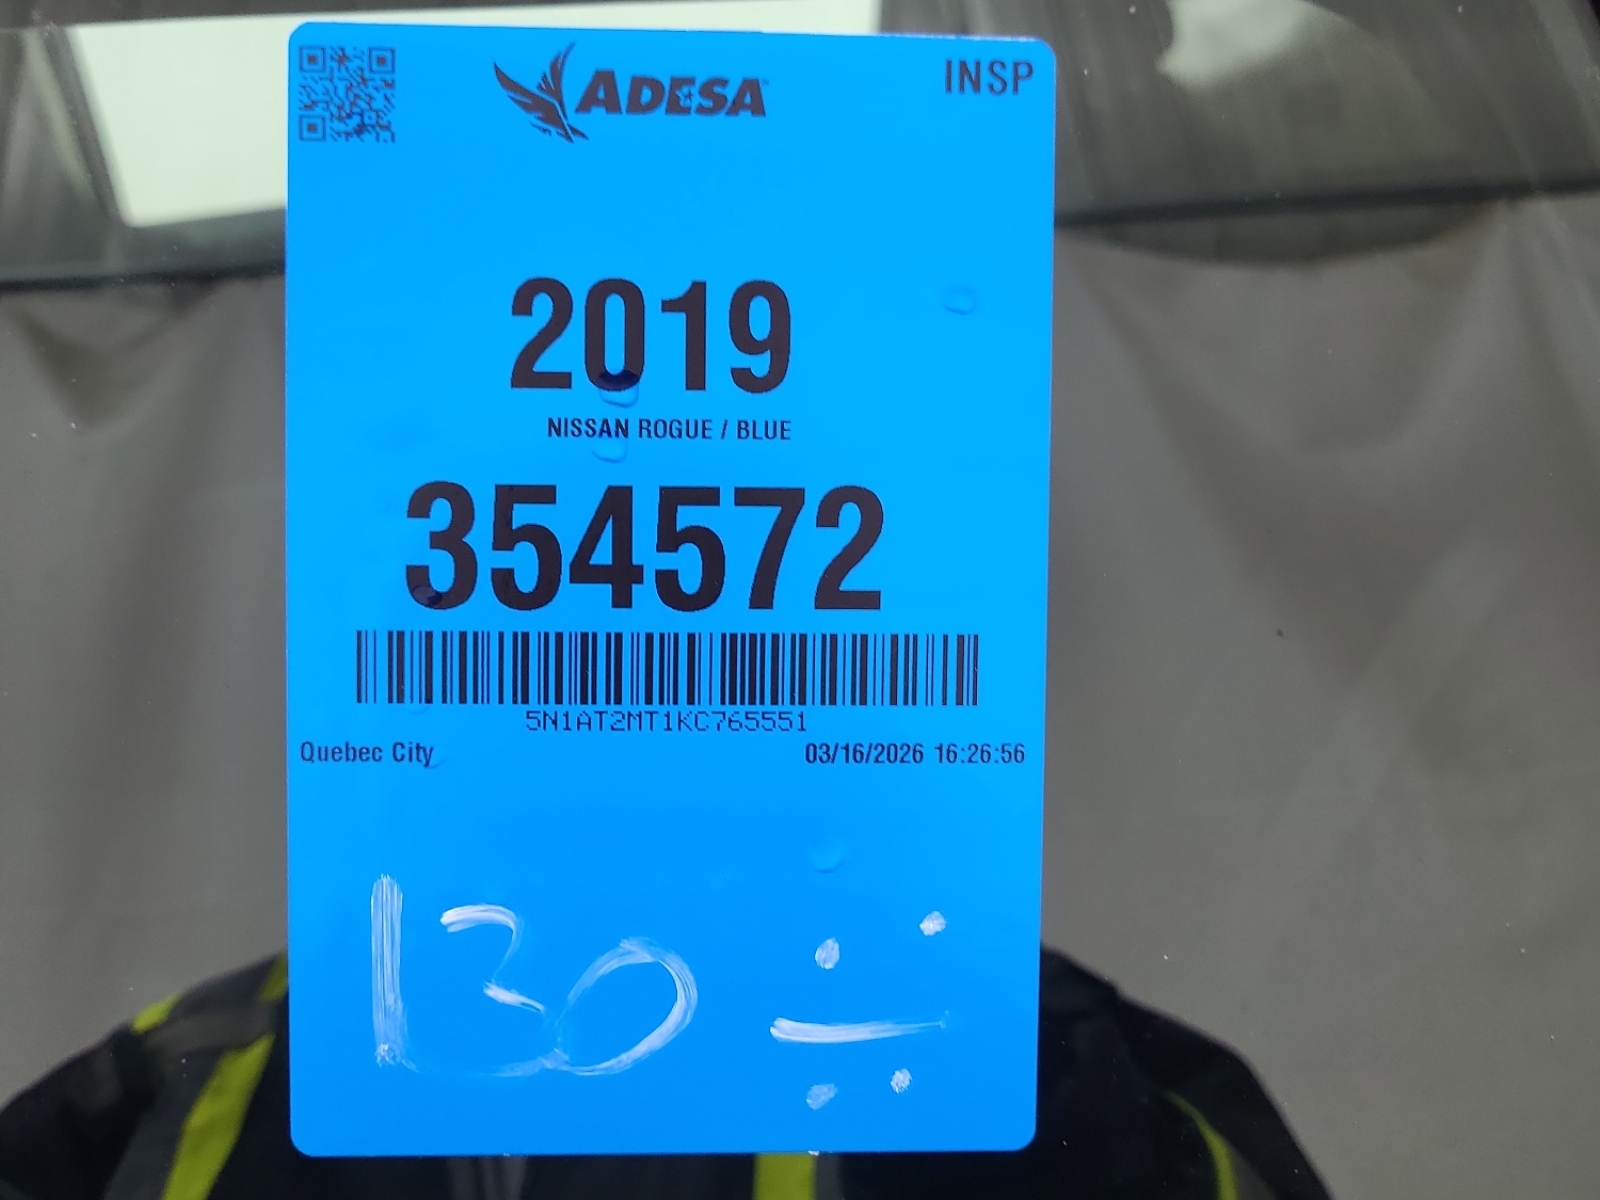 ADESA
INSP
2019
NISSAN ROGUE / BLUE
354572
5N1AT2MT1KC765551
Quebec City
03/16/2026 16:26:56
130